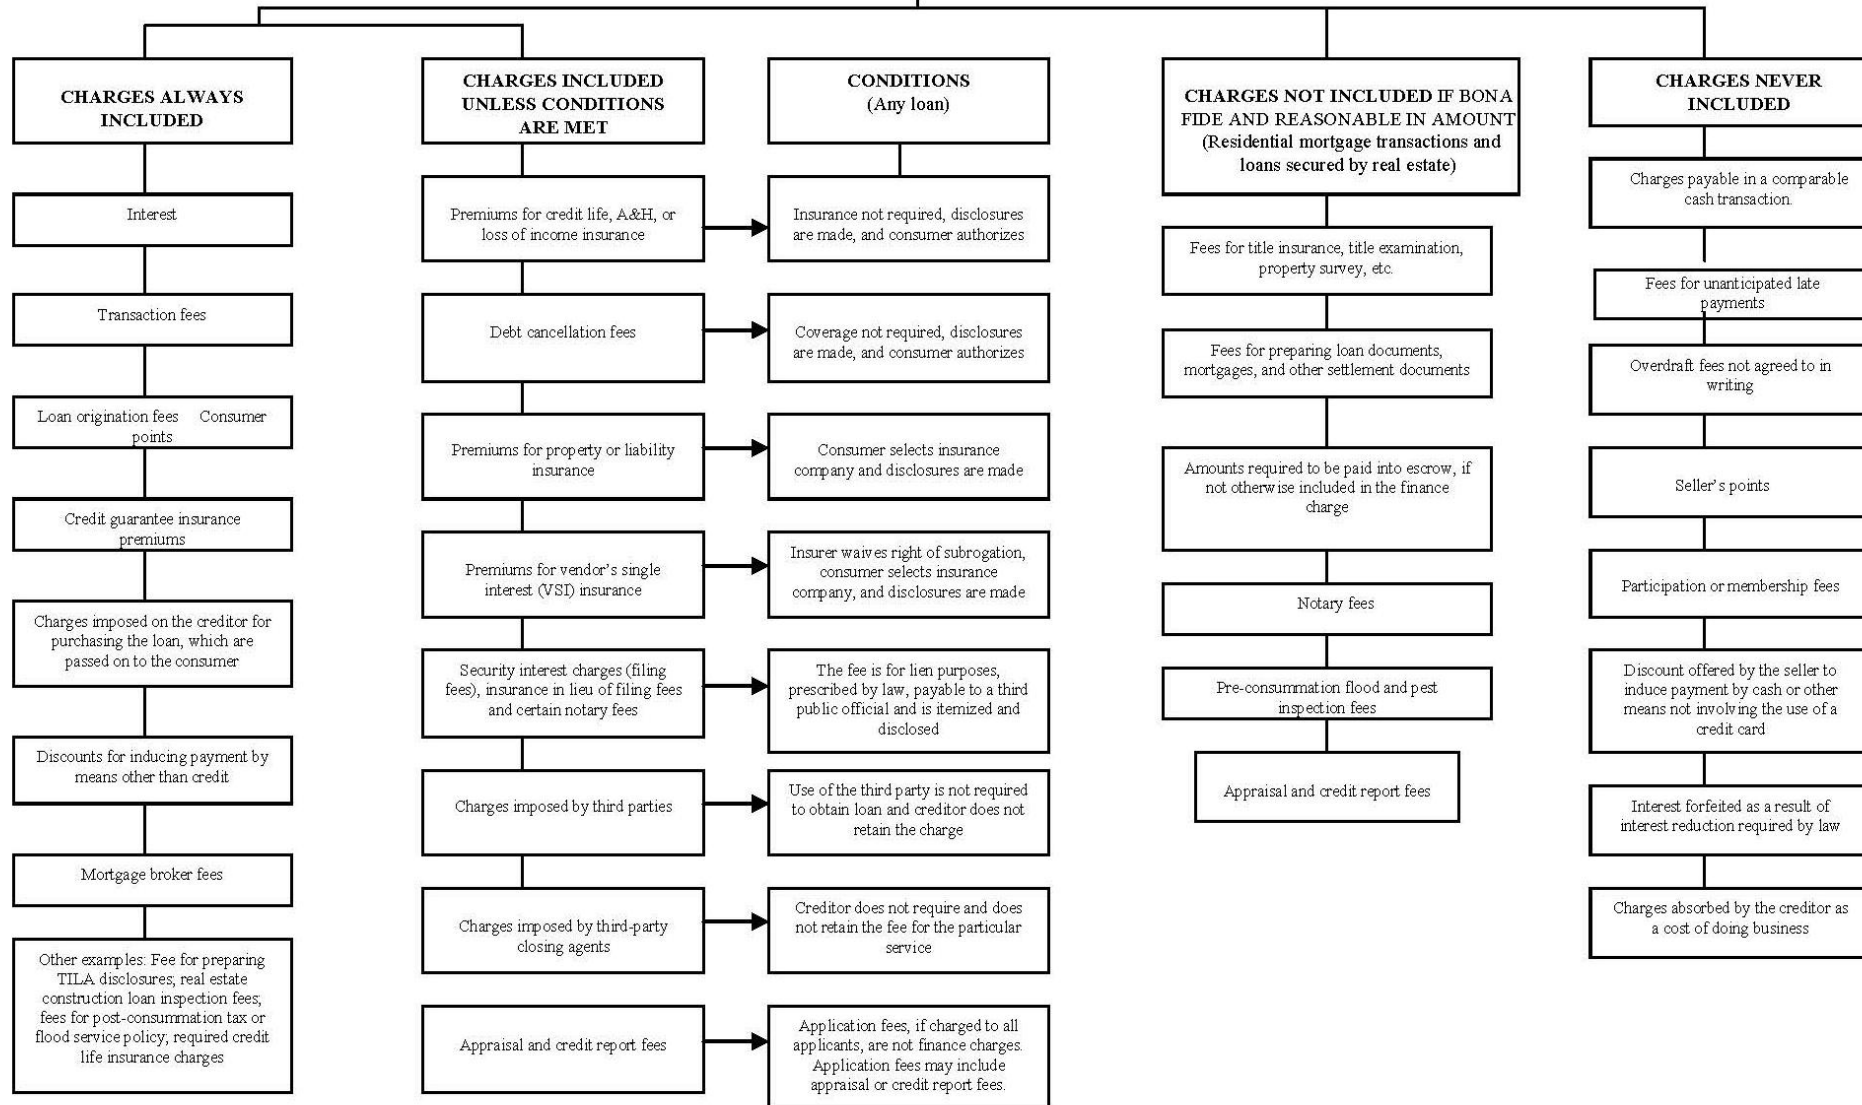 CHARGES ALWAYS
INCLUDED
Interest
Transaction fees
Loan origination fees Consumer
points
Credit guarantee insurance
premiums
Charges imposed on the creditor for
purchasing the loan, which are
passed on to the consumer
Discounts for inducing payment by
means other than credit
Mortgage broker fees
Other examples: Fee for preparing
TILA disclosures; real estate
construction loan inspection fees;
fees for post-consummation tax or
flood service policy; required credit
life insurance charges
CHARGES INCLUDED
UNLESS CONDITIONS
ARE MET
Premiums for credit life, A&H, or
loss of income insurance
Debt cancellation fees
Premiums for property or liability
insurance
Premiums for vendor's single
interest (VSI) insurance
Security interest charges (filing
fees), insurance in lieu of filing fees
and certain notary fees
Charges imposed by third parties
Charges imposed by third-party
closing agents
Appraisal and credit report fees
CONDITIONS
(Any loan)
Insurance not required, disclosures
are made, and consumer authorizes
Coverage not required, disclosures
are made, and consumer authorizes
Consumer selects insurance
company and disclosures are made
Insurer waives right of subrogation,
consumer selects insurance
company, and disclosures are made
The fee is for lien purposes,
prescribed by law, payable to a third
public official and is itemized and
disclosed
Use of the third party is not required
to obtain loan and creditor does not
retain the charge
Creditor does not require and does
not retain the fee for the particular
service
Application fees, if charged to all
applicants, are not finance charges.
Application fees may include
appraisal or credit report fees.
CHARGES NOT INCLUDED IF BONA
FIDE AND REASONABLE IN AMOUNT
(Residential mortgage transactions and
loans secured by real estate)
Fees for title insurance, title examination,
property survey, etc.
Fees for preparing loan documents,
mortgages, and other settlement documents
Amounts required to be paid into escrow, if
not otherwise included in the finance
charge
Notary fees
Pre-consummation flood and pest
inspection fees
Appraisal and credit report fees
CHARGES NEVER
INCLUDED
Charges payable in a comparable
cash transaction.
Fees for unanticipated late
payments
Overdraft fees not agreed to in
writing
Seller's points
Participation or membership fees
Discount offered by the seller to
induce payment by cash or other
means not involving the use of a
credit card
Interest forfeited as a result of
interest reduction required by law
Charges absorbed by the creditor as
a cost of doing business